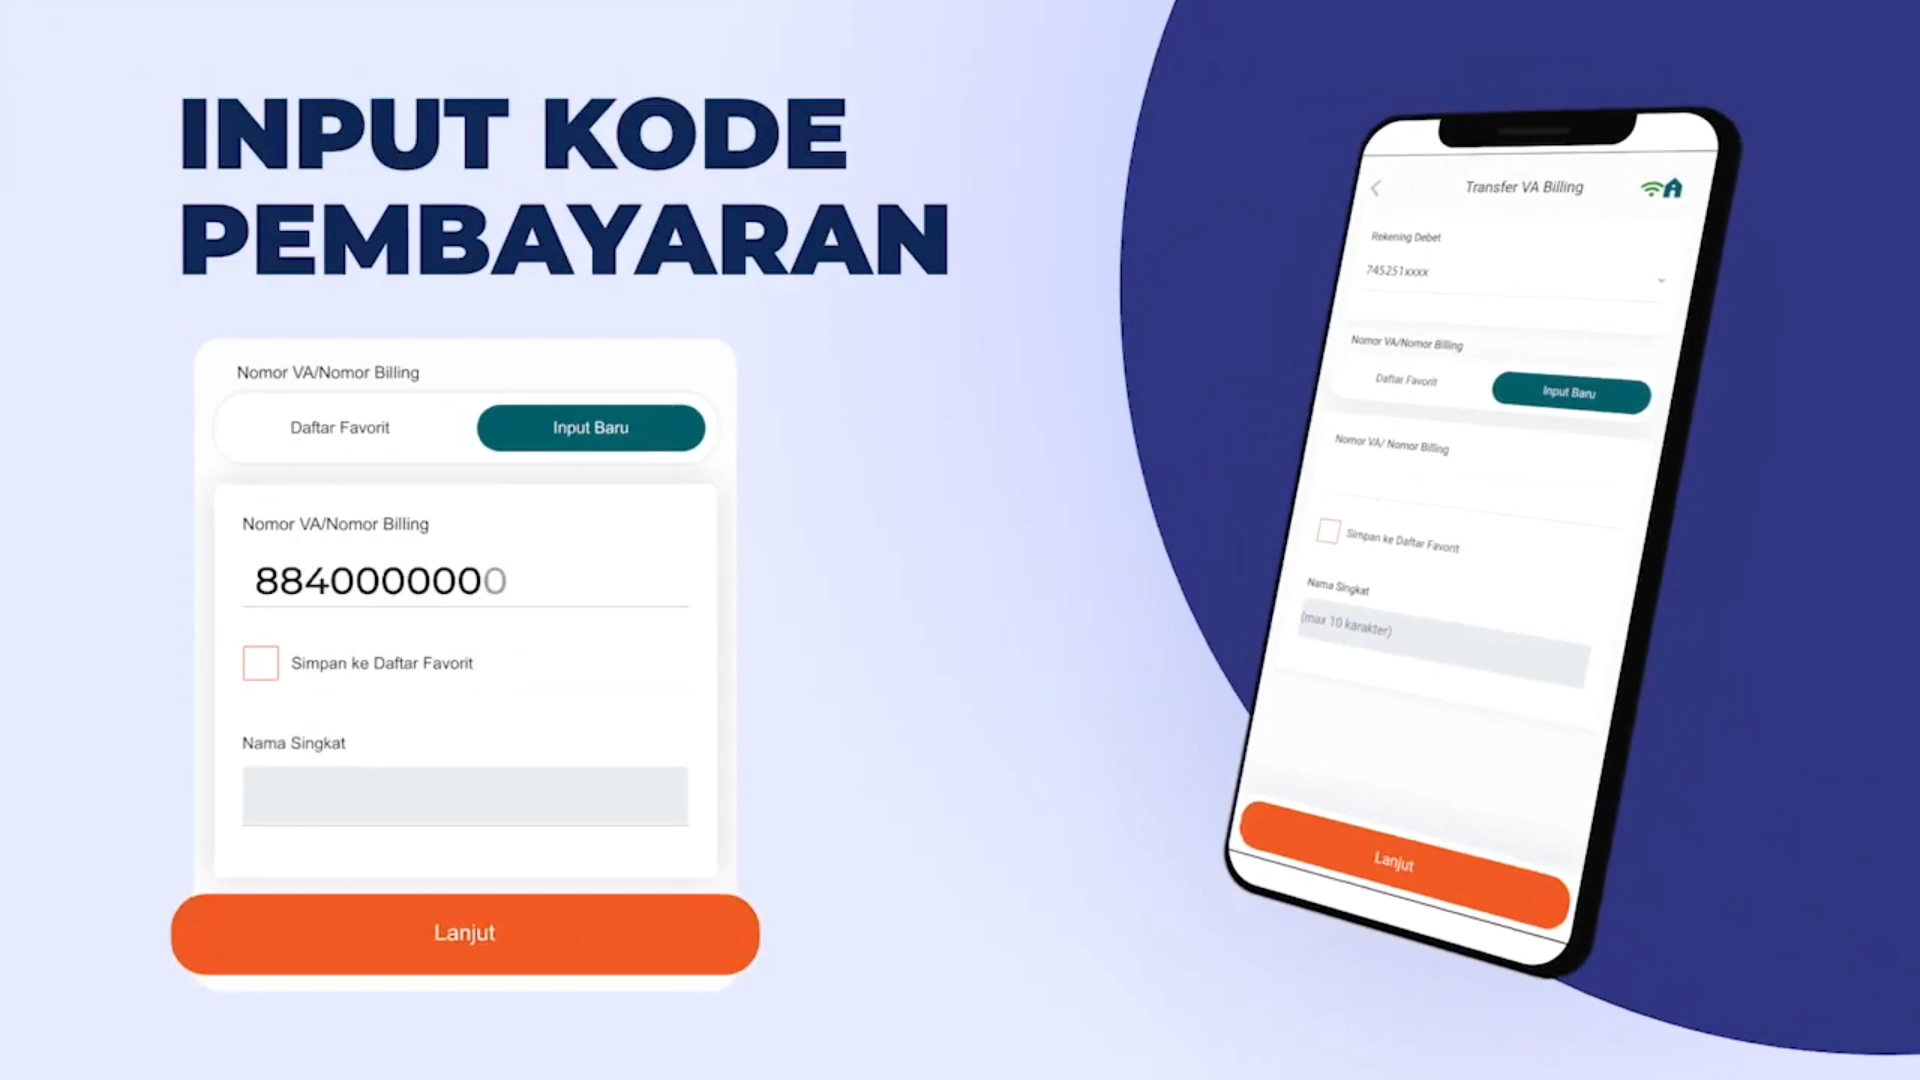 INPUT KODE
PEMBAYARAN
Nomor VA/Nomor Billing
Daftar Favorit
Input Baru
Nomor VA/Nomor Billing
8840000000
Simpan ke Daftar Favorit
Nama Singkat
Lanjut
Transfer VA Billing
Rekening Debet
745251xxxx
Nomor VA/Nomor Billing
Daftar Favorit
Input Baru
Nomor VA/ Nomor Billing
Simpan ke Daftar Favorit
Nama Singkat
(max 10 karakter)
Lanjut